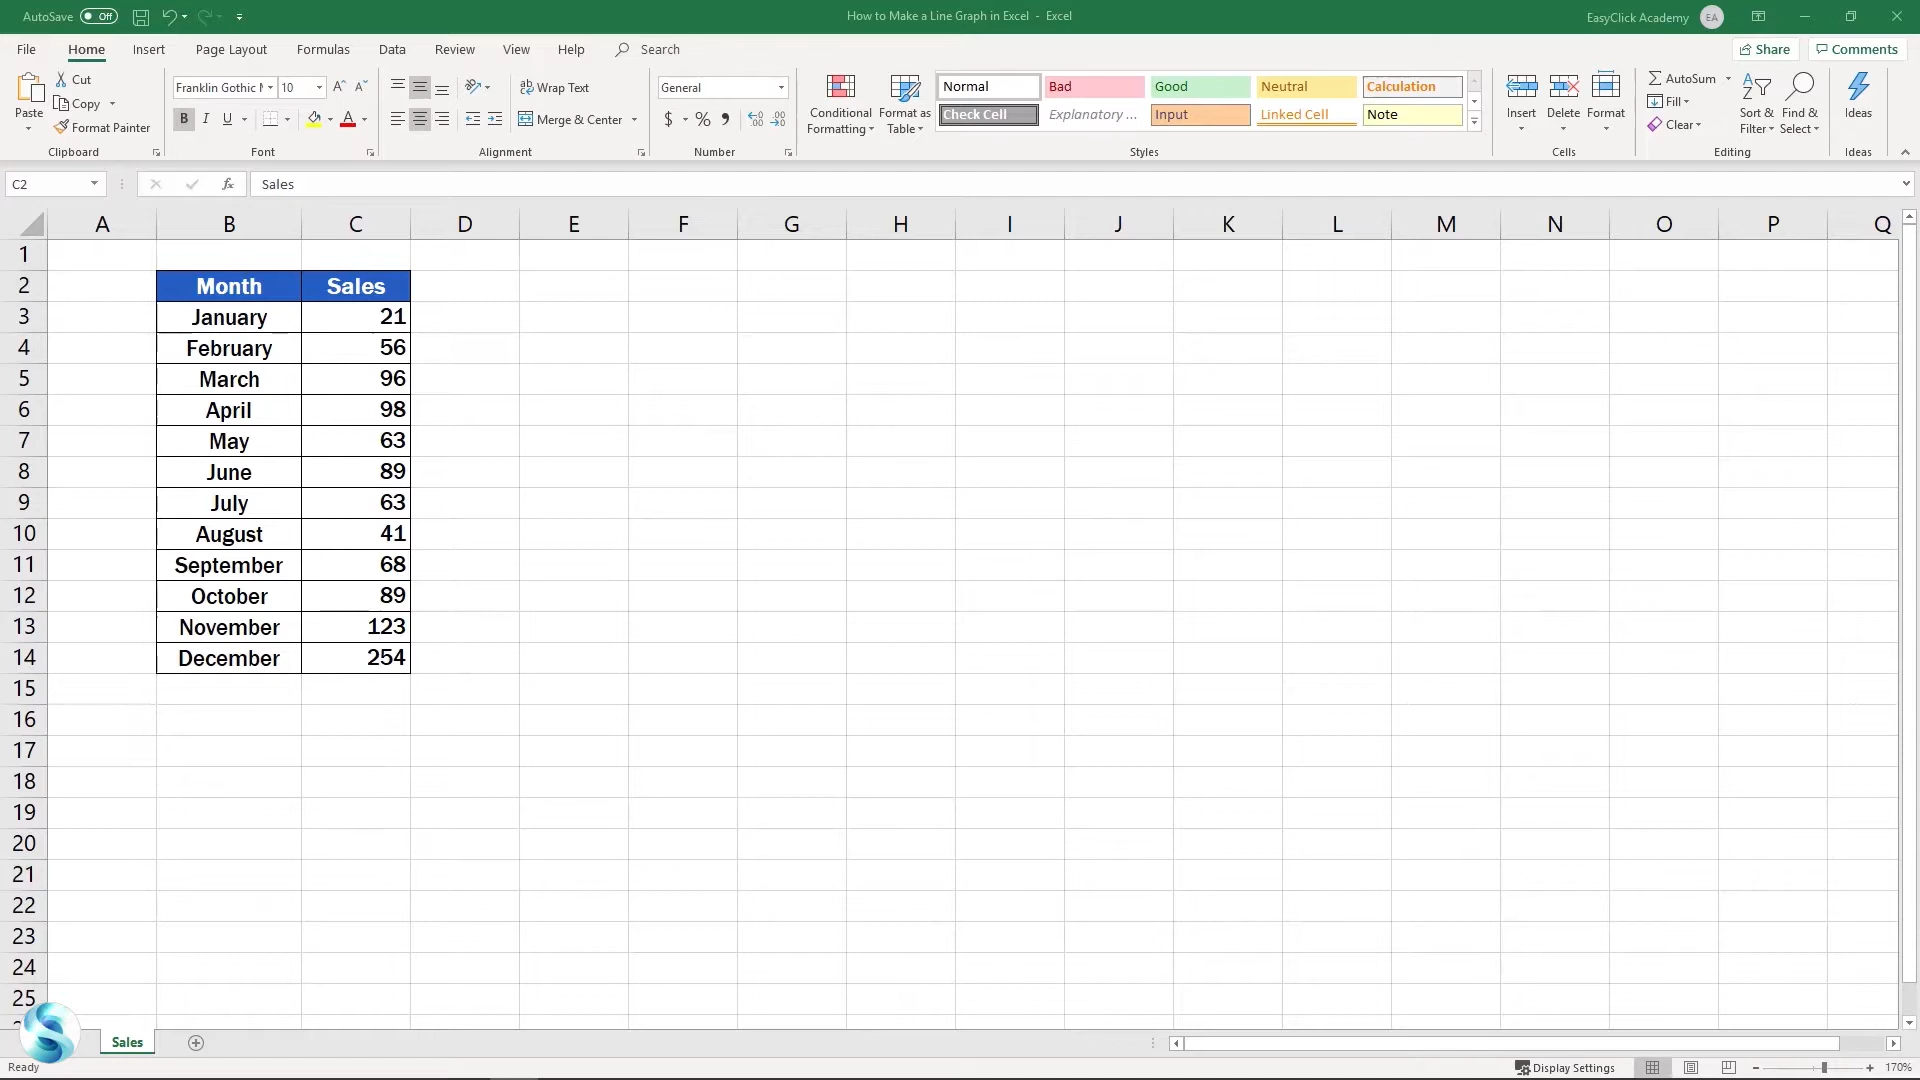 AutoSave Off How to Make a Line Graph in Excel - Excel EasyClick Academy EA
File Home Insert Page Layout Formulas Data Review View Help Search Share Comments
Paste Cut Copy Format Painter
Clipboard
Franklin Gothic M 10
B I U A
Font
Wrap Text
Merge & Center
Alignment
General
$ % 9
Number
Conditional Formatting
Format as Table
Normal Bad Good Neutral Calculation
Check Cell Explanatory ... Input Linked Cell Note
Styles
Insert Delete Format
Cells
AutoSum
Fill
Clear
Sort & Filter
Find & Select
Editing
Ideas
Ideas
C2 fx Sales
A B C D E F G H I J K L M N O P Q
1
2 Month Sales
3 January 21
4 February 56
5 March 96
6 April 98
7 May 63
8 June 89
9 July 63
10 August 41
11 September 68
12 October 89
13 November 123
14 December 254
15
16
17
18
19
20
21
22
23
24
25
Sales
Ready Display Settings 170%